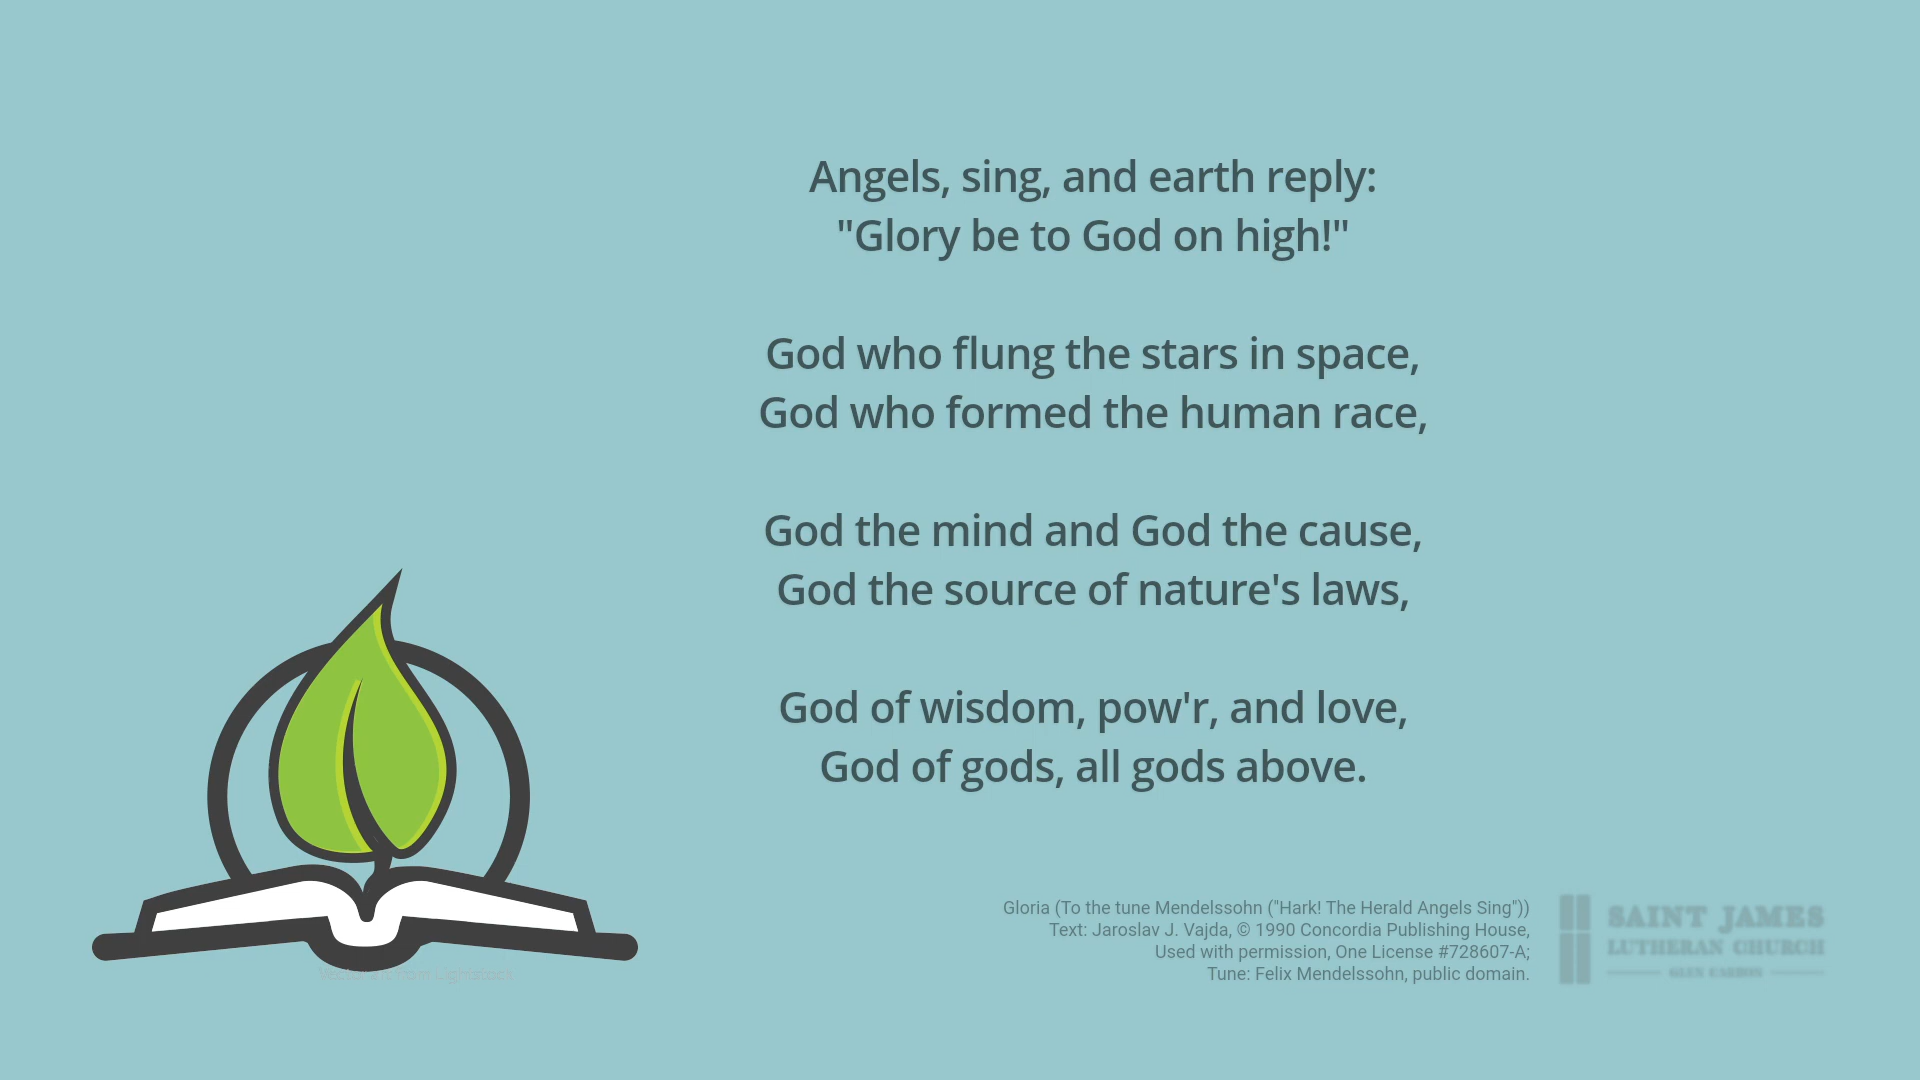 Angels, sing, and earth reply:
"Glory be to God on high!"
God who flung the stars in space,
God who formed the human race,
God the mind and God the cause,
God the source of nature's laws,
God of wisdom, pow'r, and love,
God of gods, all gods above.
Gloria (To the tune Mendelssohn ("Hark! The Herald Angels Sing"))
Text: Jaroslav J. Vajda, © 1990 Concordia Publishing House,
Used with permission, One License #728607-A;
Tune: Felix Mendelssohn, public domain.
SAINT JAMES
LUTHERAN CHURCH
GLEN CARBON
from Lightstock